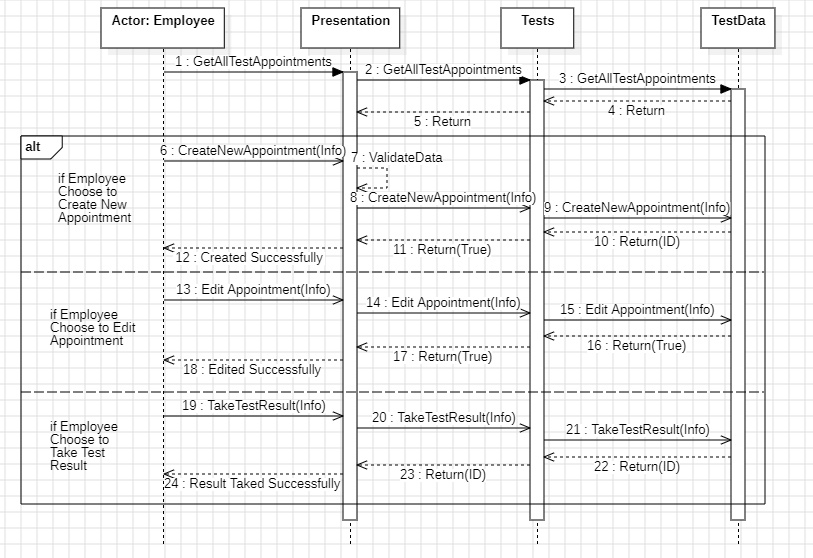 Actor: Employee
Presentation
Tests
TestData
1 : GetAllTestAppointments
2 : GetAllTestAppointments
3 : GetAllTestAppointments
4 : Return
5 : Return
alt
if Employee
Choose to
Create New
Appointment
6 : CreateNewAppointment(Info)
7 : ValidateData
8 : CreateNewAppointment(Info)
9 : CreateNewAppointment(Info)
10 : Return(ID)
11 : Return(True)
12 : Created Successfully
if Employee
Choose to Edit
Appointment
13 : Edit Appointment(Info)
14 : Edit Appointment(Info)
15 : Edit Appointment(Info)
16 : Return(True)
17 : Return(True)
18 : Edited Successfully
if Employee
Choose to
Take Test
Result
19 : TakeTestResult(Info)
20 : TakeTestResult(Info)
21 : TakeTestResult(Info)
22 : Return(ID)
23 : Return(ID)
24 : Result Taked Successfully